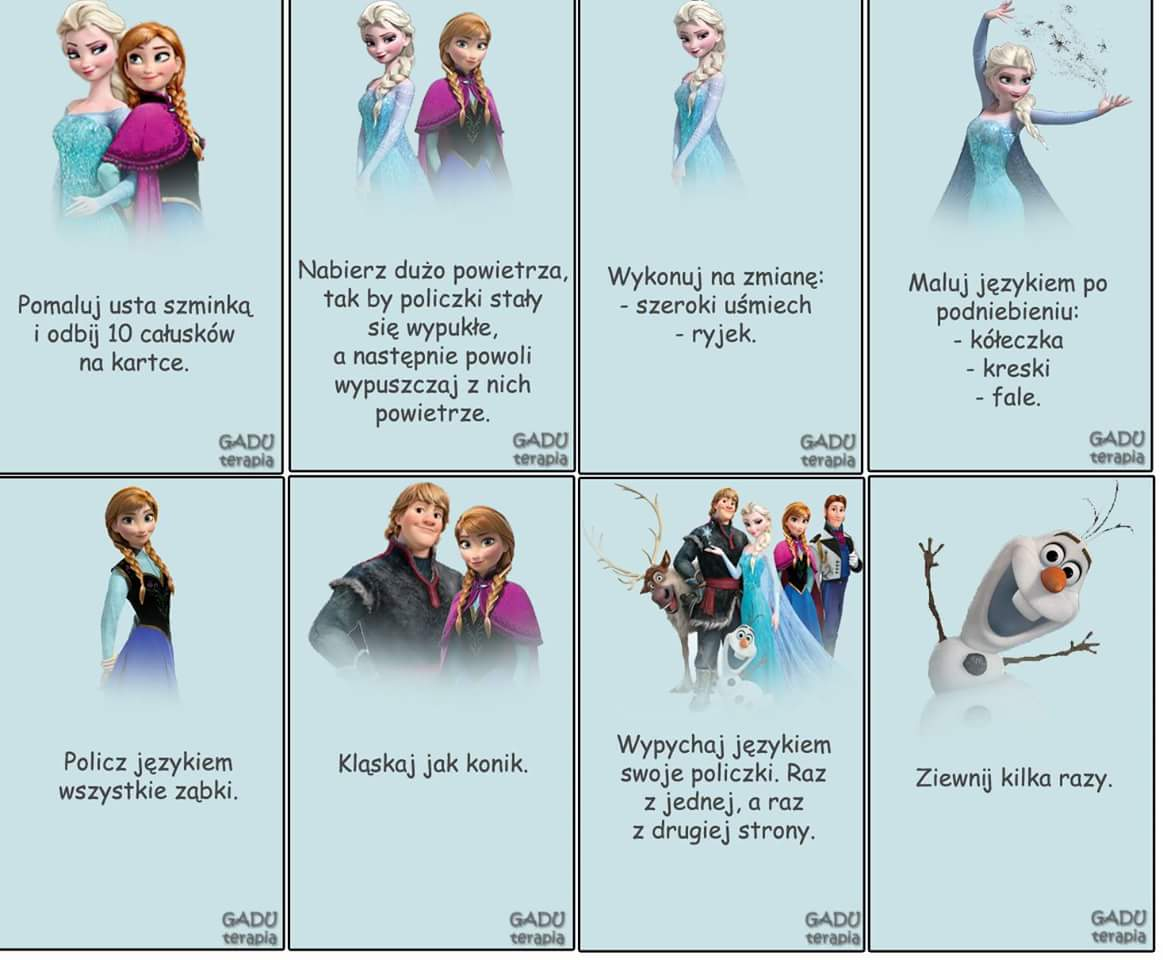 Pomaluj usta szminką
i odbij 10 całusków
na kartce.
GADU
terapia
Nabierz dużo powietrza,
tak by policzki stały
się wypukłe,
a następnie powoli
wypuszczaj z nich
powietrze.
GADU
terapia
Wykonuj na zmianę:
- szeroki uśmiech
- ryjek.
GADU
terapia
Maluj językiem po
podniebieniu:
- kółeczka
- kreski
- fale.
GADU
terapia
Policz językiem
wszystkie ząbki.
GADU
terapia
Kląskaj jak konik.
GADU
terapia
Wypychaj językiem
swoje policzki. Raz
z jednej, a raz
z drugiej strony.
GADU
terapia
Ziewnij kilka razy.
GADU
terapia